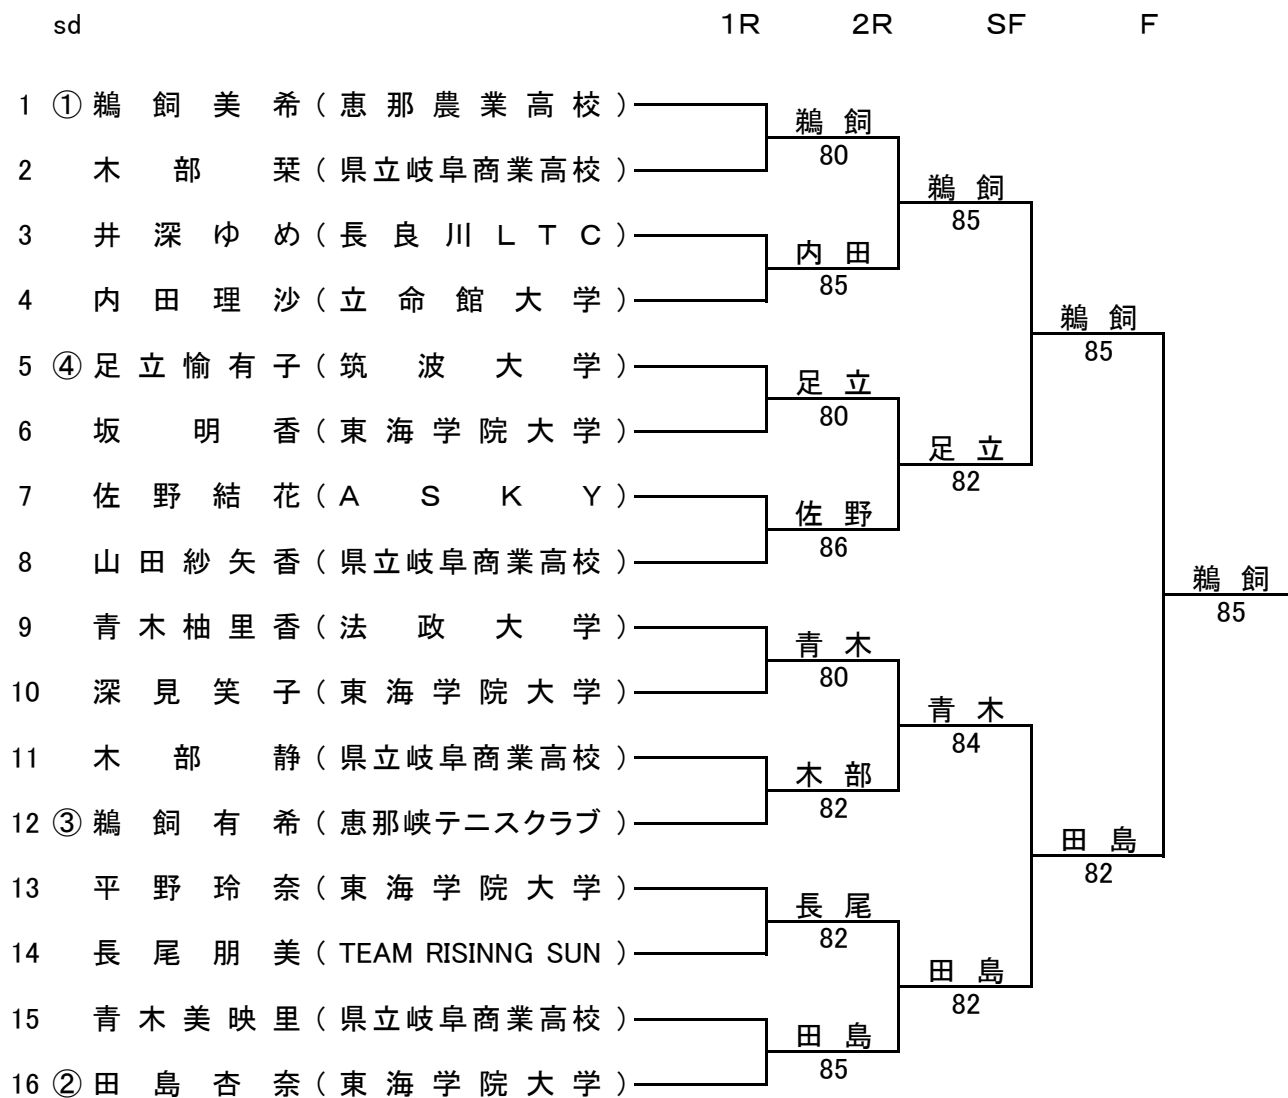 sd 1R 2R SF F
1 ① 鵜飼美希（恵那農業高校）
鵜飼
80
2 木部栞（県立岐阜商業高校）
鵜飼
85
3 井深ゆめ（長良川ＬＴＣ）
内田
85
4 内田理沙（立命館大学）
鵜飼
85
5 ④ 足立愉有子（筑波大学）
足立
80
6 坂明香（東海学院大学）
足立
82
7 佐野結花（ＡＳＫＹ）
佐野
86
8 山田紗矢香（県立岐阜商業高校）
鵜飼
85
9 青木柚里香（法政大学）
青木
80
10 深見笑子（東海学院大学）
青木
84
11 木部静（県立岐阜商業高校）
木部
82
12 ③ 鵜飼有希（恵那峡テニスクラブ）
田島
82
13 平野玲奈（東海学院大学）
長尾
82
14 長尾朋美（TEAM RISINNG SUN）
田島
82
15 青木美映里（県立岐阜商業高校）
田島
85
16 ② 田島杏奈（東海学院大学）